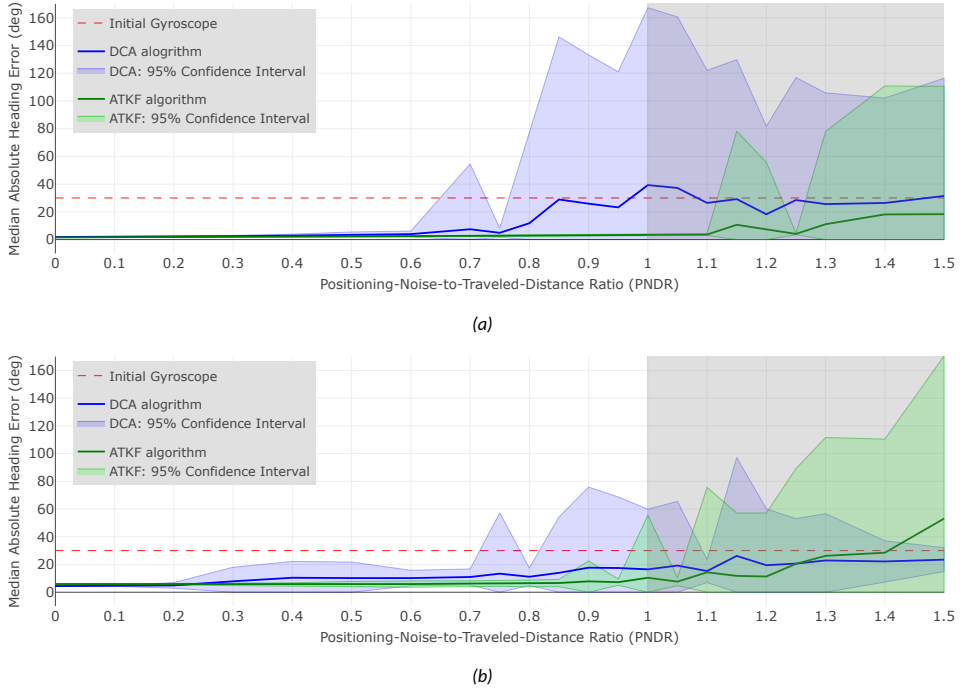 Median Absolute Heading Error (deg)
160
140
120
100
80
60
40
20
0
Initial Gyroscope
DCA alogrithm
DCA: 95% Confidence Interval
ATKF algorithm
ATKF: 95% Confidence Interval
0 0.1 0.2 0.3 0.4 0.5 0.6 0.7 0.8 0.9 1 1.1 1.2 1.3 1.4 1.5
Positioning-Noise-to-Traveled-Distance Ratio (PNDR)
(a)
Median Absolute Heading Error (deg)
160
140
120
100
80
60
40
20
0
Initial Gyroscope
DCA alogrithm
DCA: 95% Confidence Interval
ATKF algorithm
ATKF: 95% Confidence Interval
0 0.1 0.2 0.3 0.4 0.5 0.6 0.7 0.8 0.9 1 1.1 1.2 1.3 1.4 1.5
Positioning-Noise-to-Traveled-Distance Ratio (PNDR)
(b)